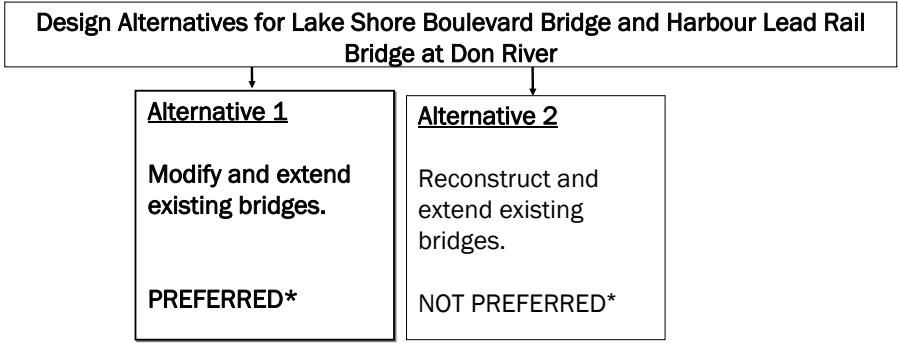 Design Alternatives for Lake Shore Boulevard Bridge and Harbour Lead Rail
Bridge at Don River
Alternative 1
Modify and extend
existing bridges.
PREFERRED*
Alternative 2
Reconstruct and
extend existing
bridges.
NOT PREFERRED*